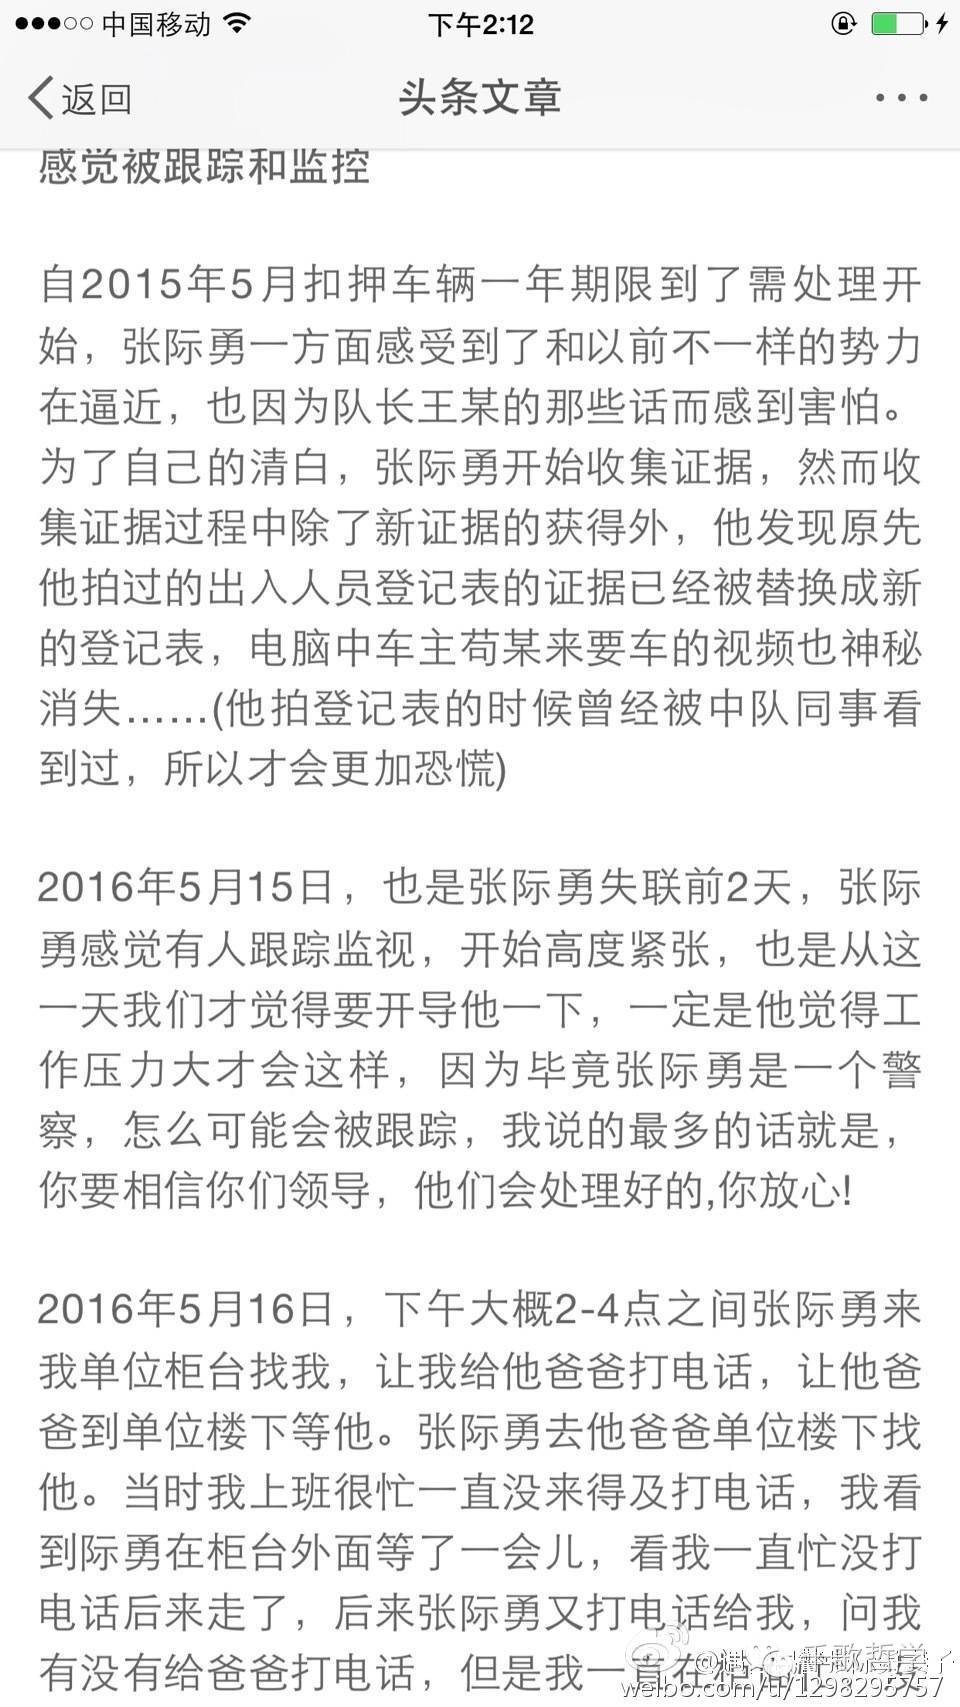 中国移动 下午2:12
返回 头条文章
感觉被跟踪和监控
自2015年5月扣押车辆一年期限到了需处理开
始，张际勇一方面感受到了和以前不一样的势力
在逼近，也因为队长王某的那些话而感到害怕。
为了自己的清白，张际勇开始收集证据，然而收
集证据过程中除了新证据的获得外，他发现原先
他拍过的出入人员登记表的证据已经被替换成新
的登记表，电脑中车主苟某来要车的视频也神秘
消失……(他拍登记表的时候曾经被中队同事看
到过，所以才会更加恐慌)
2016年5月15日，也是张际勇失联前2天，张际
勇感觉有人跟踪监视，开始高度紧张，也是从这
一天我们才觉得要开导他一下，一定是他觉得工
作压力大才会这样，因为毕竟张际勇是一个警
察，怎么可能会被跟踪，我说的最多的话就是，
你要相信你们领导，他们会处理好的,你放心!
2016年5月16日，下午大概2-4点之间张际勇来
我单位柜台找我，让我给他爸爸打电话，让他爸
爸到单位楼下等他。张际勇去他爸爸单位楼下找
他。当时我上班很忙一直没来得及打电话，我看
到际勇在柜台外面等了一会儿，看我一直忙没打
电话后来走了，后来张际勇又打电话给我，问我
有没有给爸爸打电话，但是我一直在柜
weibo.com/u/1298295757